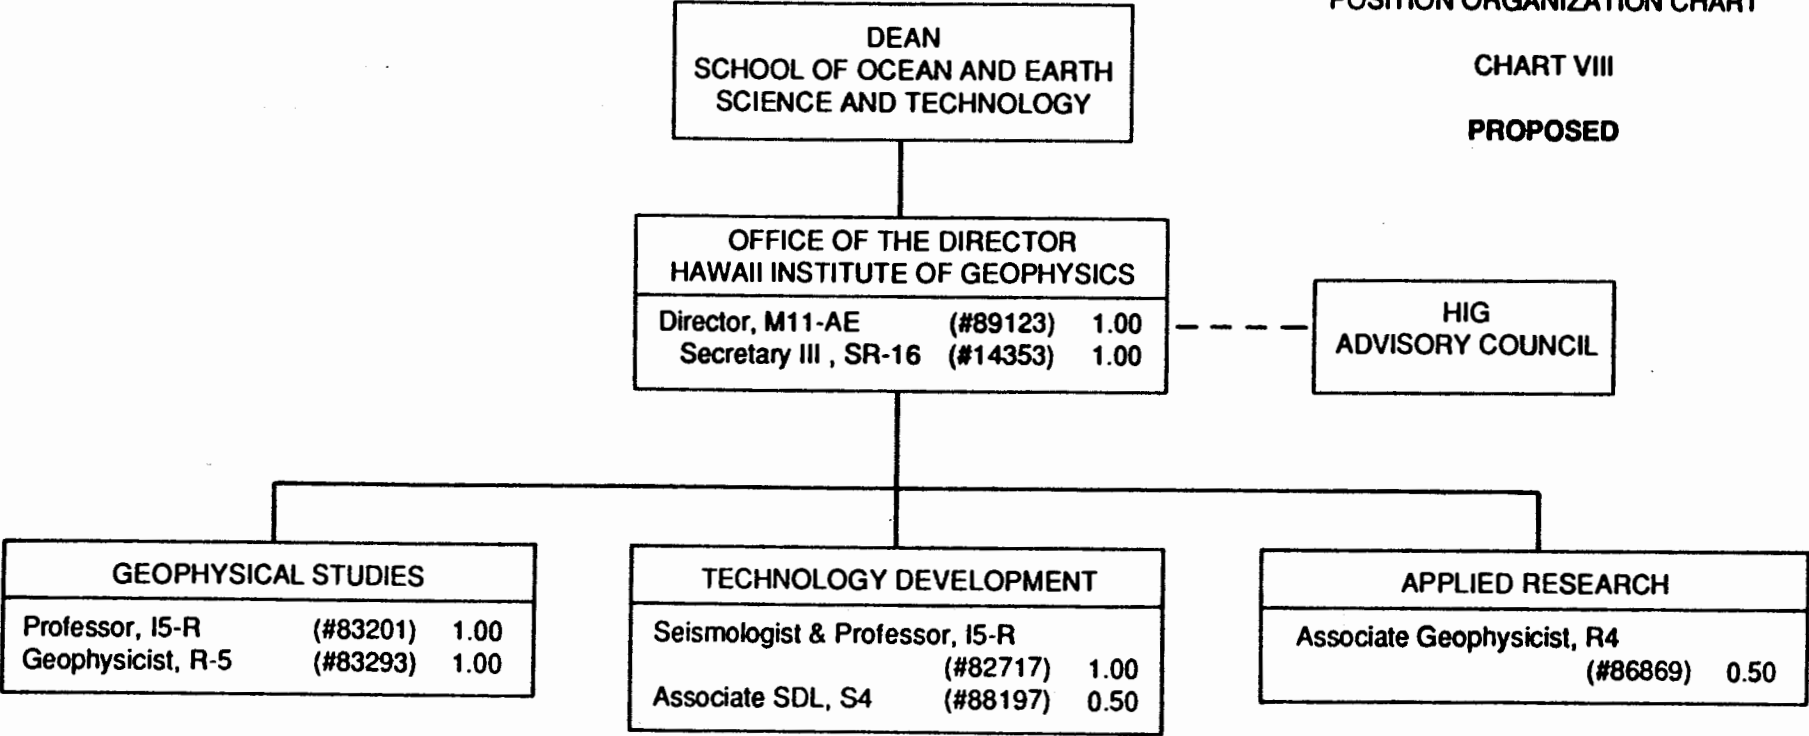 POSITION ORGANIZATION CHART
CHART VIII
PROPOSED
DEAN
SCHOOL OF OCEAN AND EARTH
SCIENCE AND TECHNOLOGY
OFFICE OF THE DIRECTOR
HAWAII INSTITUTE OF GEOPHYSICS
Director, M11-AE (#89123) 1.00
Secretary III , SR-16 (#14353) 1.00
HIG
ADVISORY COUNCIL
GEOPHYSICAL STUDIES
Professor, I5-R (#83201) 1.00
Geophysicist, R-5 (#83293) 1.00
TECHNOLOGY DEVELOPMENT
Seismologist & Professor, I5-R
(#82717) 1.00
Associate SDL, S4 (#88197) 0.50
APPLIED RESEARCH
Associate Geophysicist, R4
(#86869) 0.50